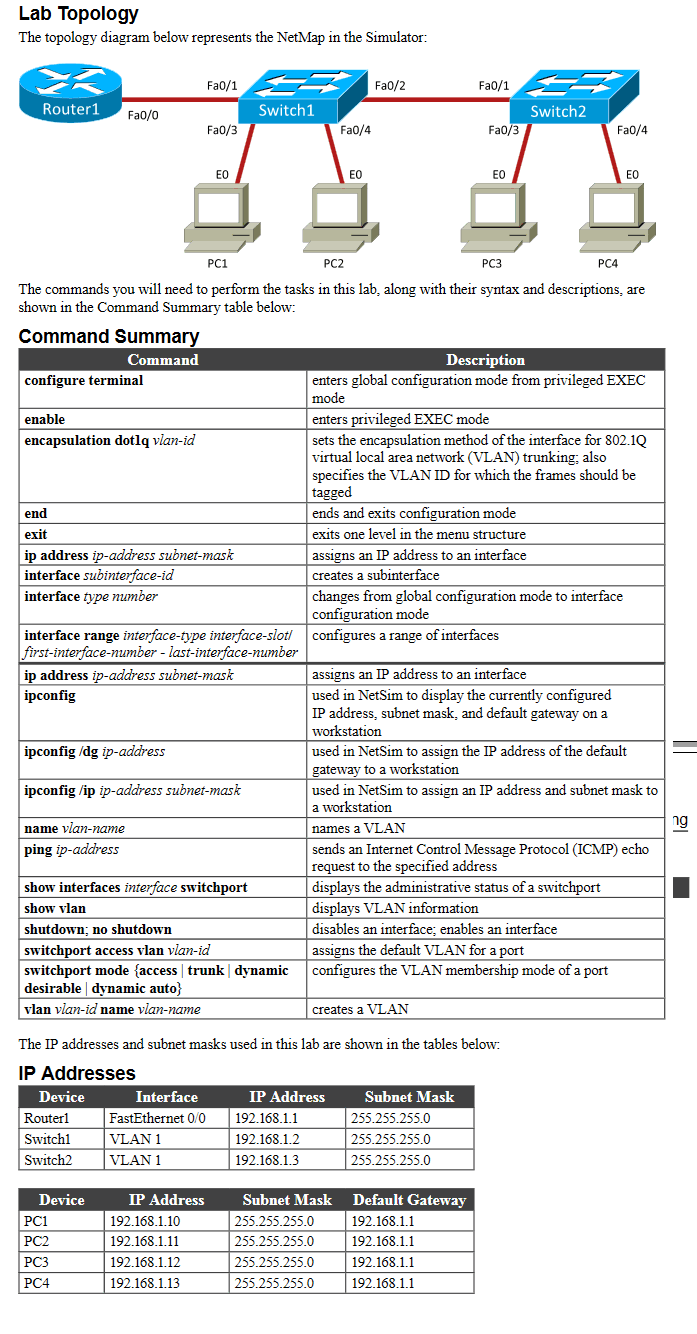 Lab Topology
The topology diagram below represents the NetMap in the Simulator:
Fa0/1
Fa0/2
Fa0/1
Router1
Fa0/0
Switch1
Switch2
Fa0/3
Fa0/4
Fa0/3
Fa0/4
E0
E0
E0
E0
PC1
PC2
PC3
PC4
The commands you will need to perform the tasks in this lab, along with their syntax and descriptions, are
shown in the Command Summary table below:
Command Summary
Command Description
configure terminal enters global configuration mode from privileged EXEC
mode
enable enters privileged EXEC mode
encapsulation dot1q vlan-id sets the encapsulation method of the interface for 802.1Q
virtual local area network (VLAN) trunking; also
specifies the VLAN ID for which the frames should be
tagged
end ends and exits configuration mode
exit exits one level in the menu structure
ip address ip-address subnet-mask assigns an IP address to an interface
interface subinterface-id creates a subinterface
interface type number changes from global configuration mode to interface
configuration mode
interface range interface-type interface-slot/ configures a range of interfaces
first-interface-number - last-interface-number
ip address ip-address subnet-mask assigns an IP address to an interface
ipconfig used in NetSim to display the currently configured
IP address, subnet mask, and default gateway on a
workstation
ipconfig /dg ip-address used in NetSim to assign the IP address of the default
gateway to a workstation
ipconfig /ip ip-address subnet-mask used in NetSim to assign an IP address and subnet mask to
a workstation
name vlan-name names a VLAN
ng
ping ip-address sends an Internet Control Message Protocol (ICMP) echo
request to the specified address
show interfaces interface switchport displays the administrative status of a switchport
show vlan displays VLAN information
shutdown; no shutdown disables an interface; enables an interface
switchport access vlan vlan-id assigns the default VLAN for a port
switchport mode {access | trunk | dynamic configures the VLAN membership mode of a port
desirable | dynamic auto}
vlan vlan-id name vlan-name creates a VLAN
The IP addresses and subnet masks used in this lab are shown in the tables below:
IP Addresses
Device Interface IP Address Subnet Mask
Router1 FastEthernet 0/0 192.168.1.1 255.255.255.0
Switch1 VLAN 1 192.168.1.2 255.255.255.0
Switch2 VLAN 1 192.168.1.3 255.255.255.0
Device IP Address Subnet Mask Default Gateway
PC1 192.168.1.10 255.255.255.0 192.168.1.1
PC2 192.168.1.11 255.255.255.0 192.168.1.1
PC3 192.168.1.12 255.255.255.0 192.168.1.1
PC4 192.168.1.13 255.255.255.0 192.168.1.1